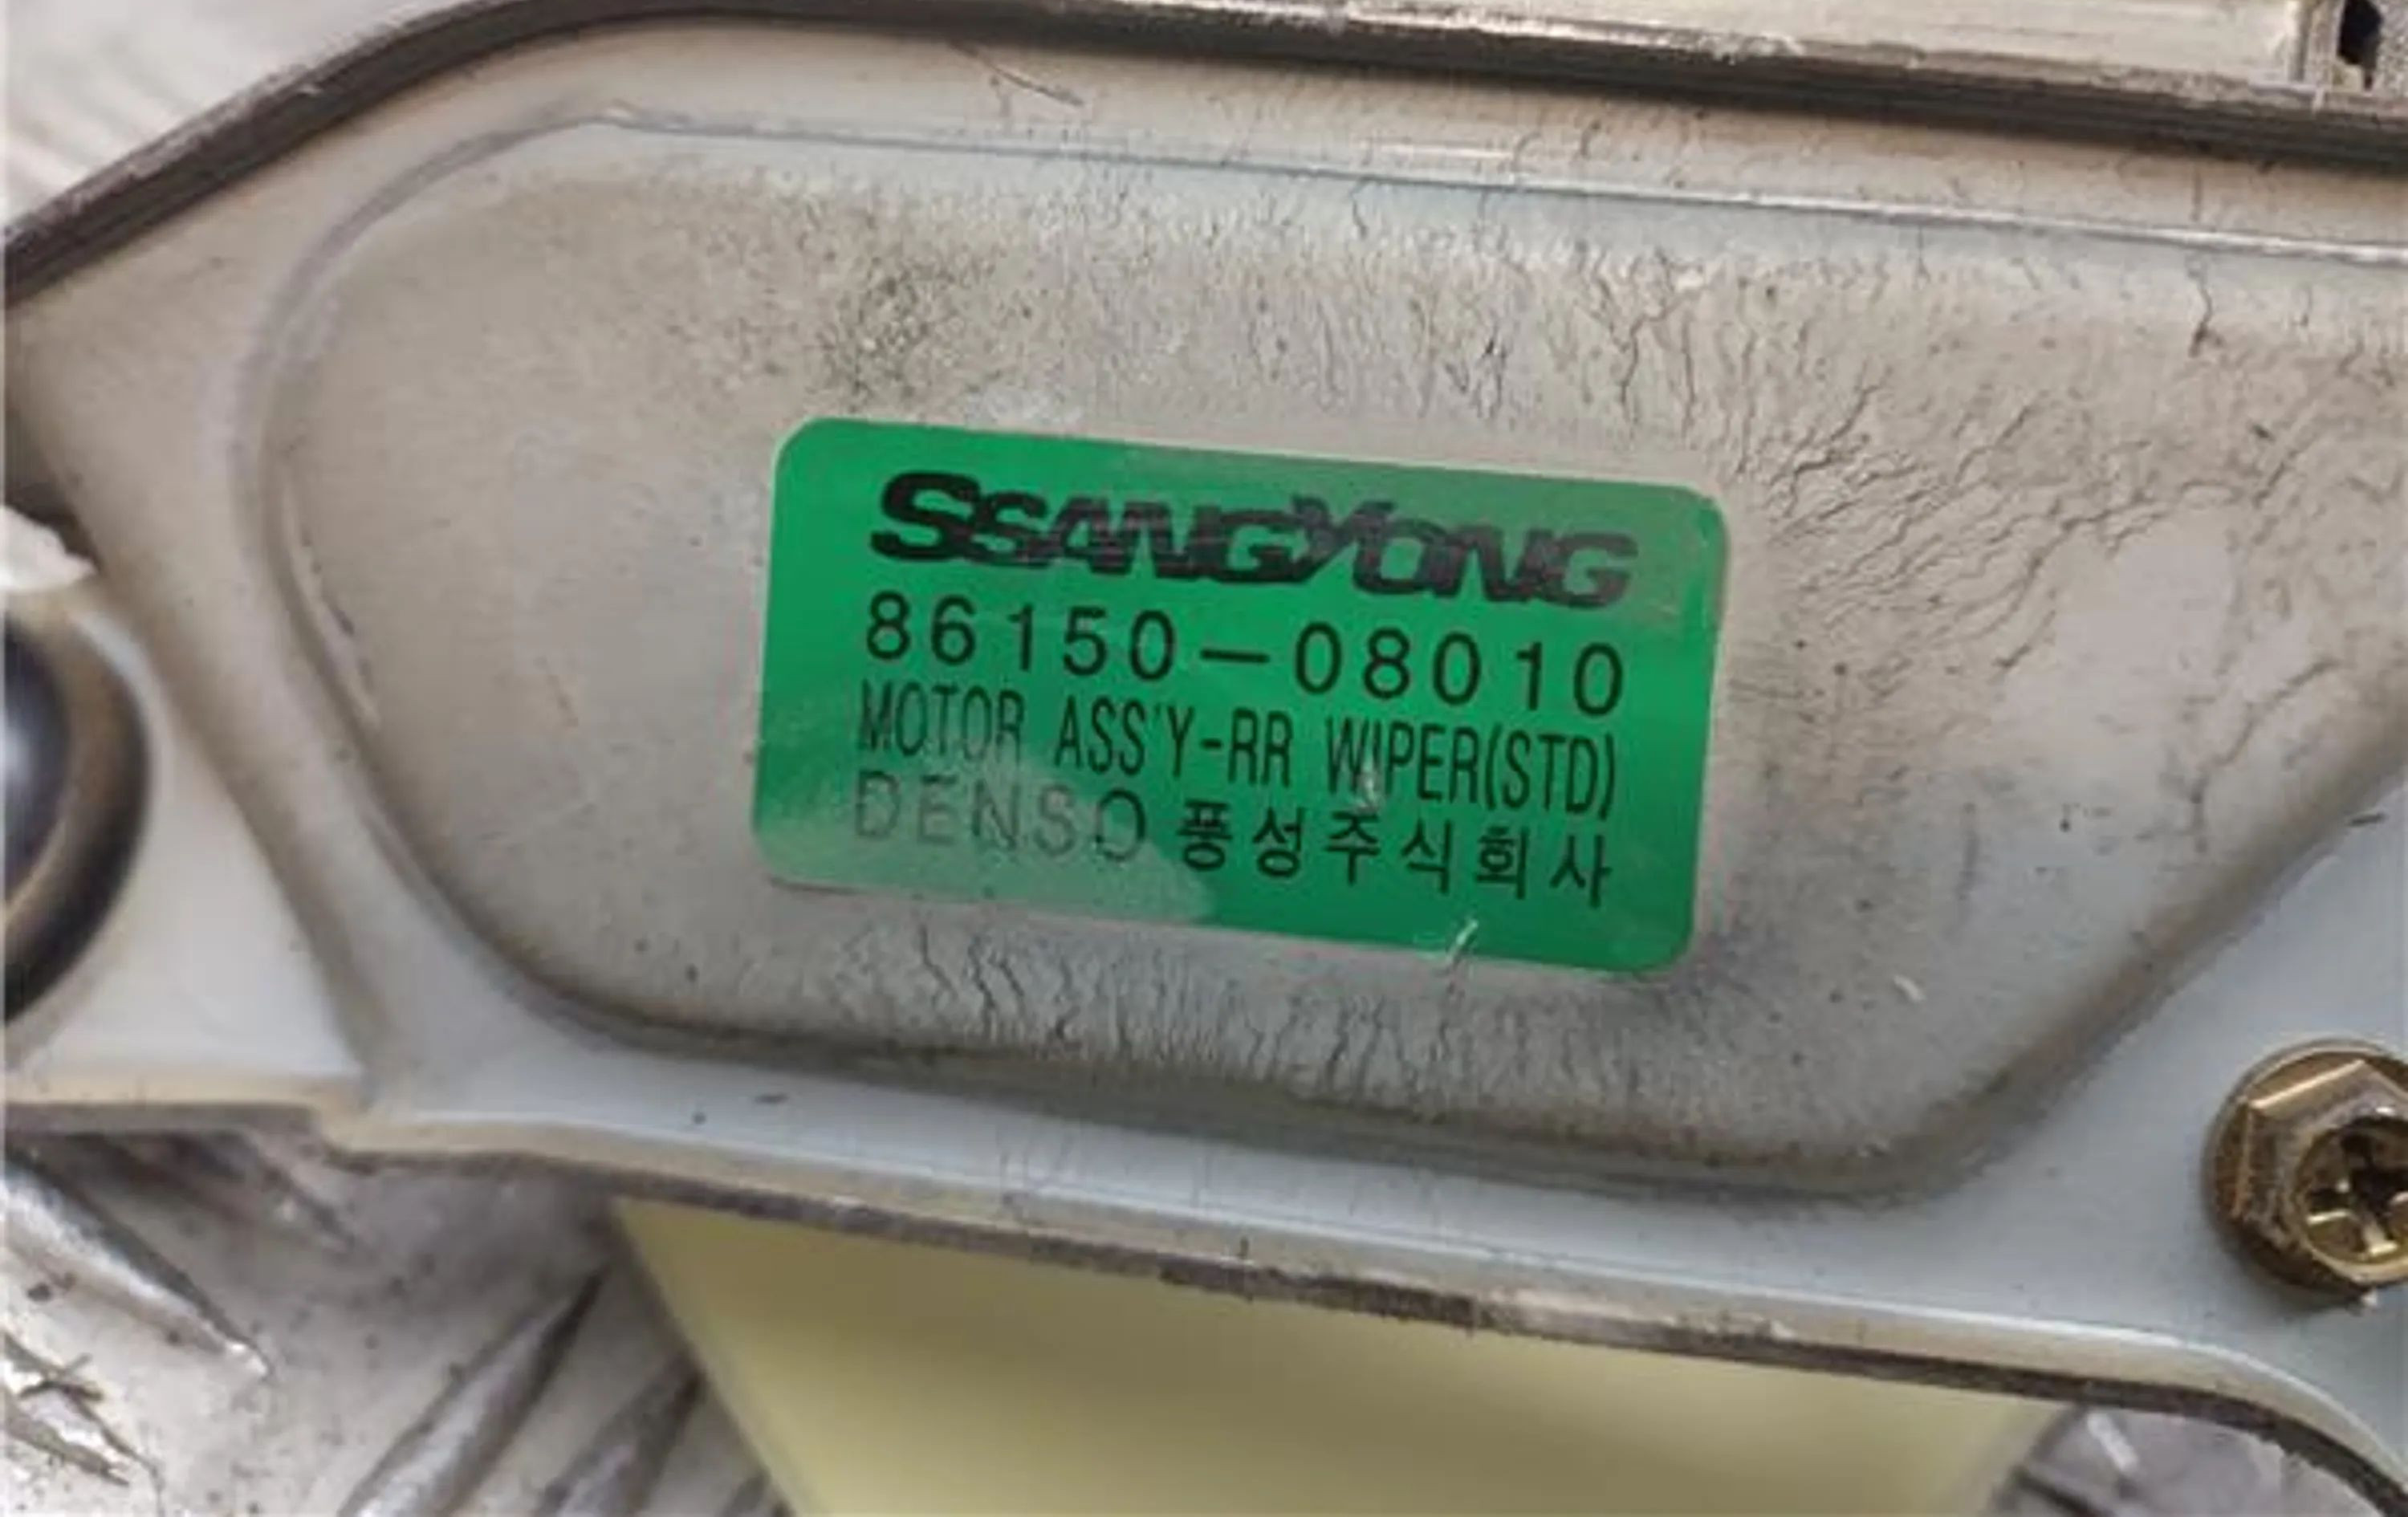 SSANGYONG
86150-08010
MOTOR ASS'Y-RR WIPER(STD)
DENSO 풍성주식회사